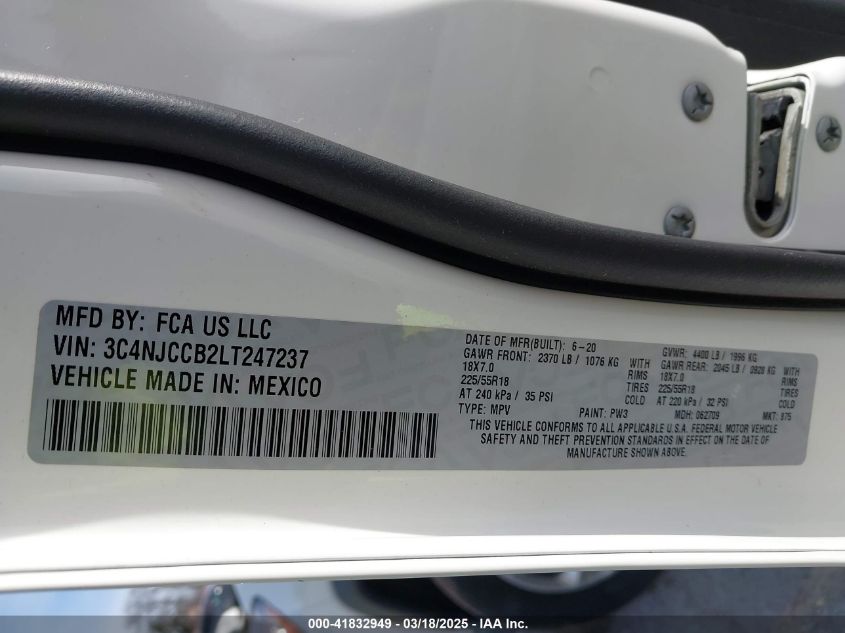 MFD BY: FCA US LLC
VIN: 3C4NJCCB2LT247237
VEHICLE MADE IN: MEXICO
DATE OF MFR(BUILT): 6-20
GVWR: 4400 LB / 1996 KG
GAWR FRONT: 2370 LB / 1076 KG WITH
GAWR REAR: 2045 LB / 0928 KG WITH
18X7.0 RIMS 18X7.0 RIMS
225/55R18 TIRES 225/55R18 TIRES
AT 240 kPa / 35 PSI COLD AT 220 kPa / 32 PSI COLD
TYPE: MPV PAINT: PW3 MDH: 062709 MKT: 875
THIS VEHICLE CONFORMS TO ALL APPLICABLE U.S.A. FEDERAL MOTOR VEHICLE
SAFETY AND THEFT PREVENTION STANDARDS IN EFFECT ON THE DATE OF
MANUFACTURE SHOWN ABOVE.
000-41832949 - 03/18/2025 - IAA Inc.